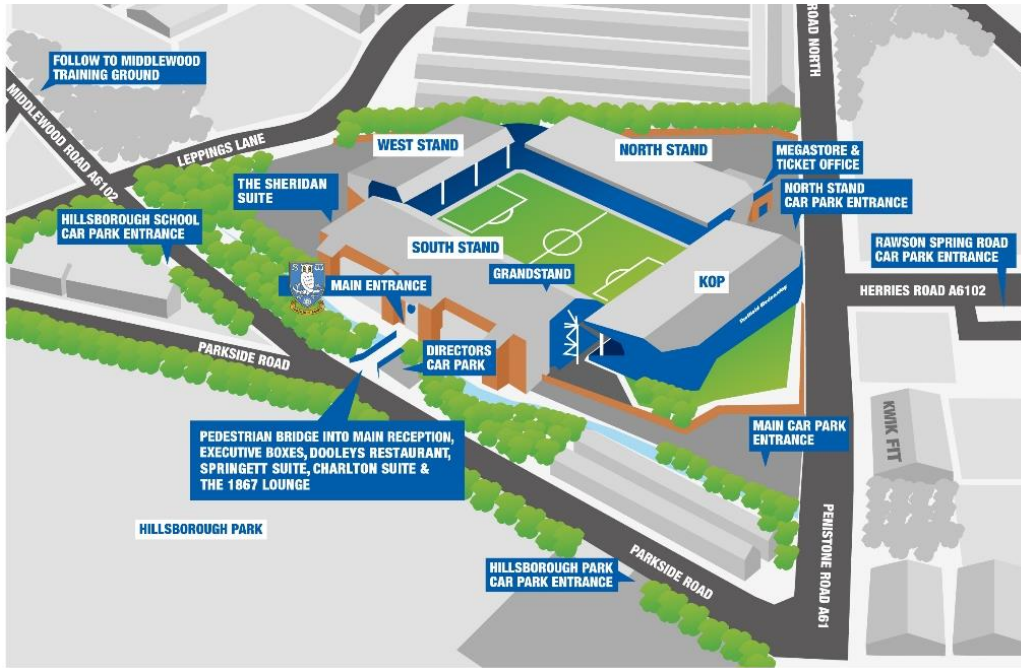 FOLLOW TO MIDDLEWOOD
TRAINING GROUND
ROAD NORTH
MIDDLEWOOD ROAD A6102
LEPPINGS LANE
WEST STAND
NORTH STAND
MEGASTORE &
TICKET OFFICE
THE SHERIDAN
SUITE
NORTH STAND
CAR PARK ENTRANCE
HILLSBOROUGH SCHOOL
CAR PARK ENTRANCE
SOUTH STAND
GRANDSTAND
KOP
RAWSON SPRING ROAD
CAR PARK ENTRANCE
S W
MAIN ENTRANCE
HERRIES ROAD A6102
Sheffield Wednesday
PARKSIDE ROAD
DIRECTORS
CAR PARK
PEDESTRIAN BRIDGE INTO MAIN RECEPTION,
EXECUTIVE BOXES, DOOLEYS RESTAURANT,
SPRINGETT SUITE, CHARLTON SUITE &
THE 1867 LOUNGE
MAIN CAR PARK
ENTRANCE
KWIK FIT
HILLSBOROUGH PARK
PENISTONE ROAD A61
HILLSBOROUGH PARK
CAR PARK ENTRANCE
PARKSIDE ROAD